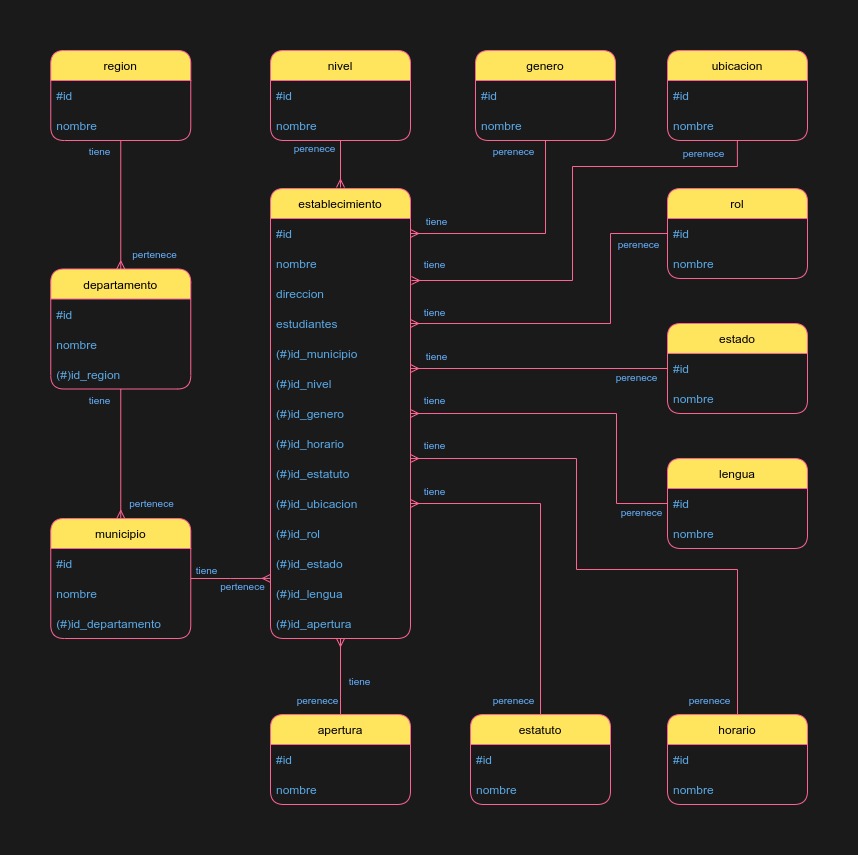 region
#id
nombre
tiene
pertenece
nivel
#id
nombre
perenece
genero
#id
nombre
perenece
ubicacion
#id
nombre
perenece
establecimiento
#id
nombre
direccion
estudiantes
(#)id_municipio
(#)id_nivel
(#)id_genero
(#)id_horario
(#)id_estatuto
(#)id_ubicacion
(#)id_rol
(#)id_estado
(#)id_lengua
(#)id_apertura
tiene
tiene
tiene
tiene
tiene
tiene
tiene
rol
#id
nombre
perenece
departamento
#id
nombre
(#)id_region
tiene
pertenece
estado
#id
nombre
perenece
lengua
#id
nombre
perenece
municipio
#id
nombre
(#)id_departamento
tiene
pertenece
tiene
perenece
apertura
#id
nombre
perenece
estatuto
#id
nombre
perenece
horario
#id
nombre